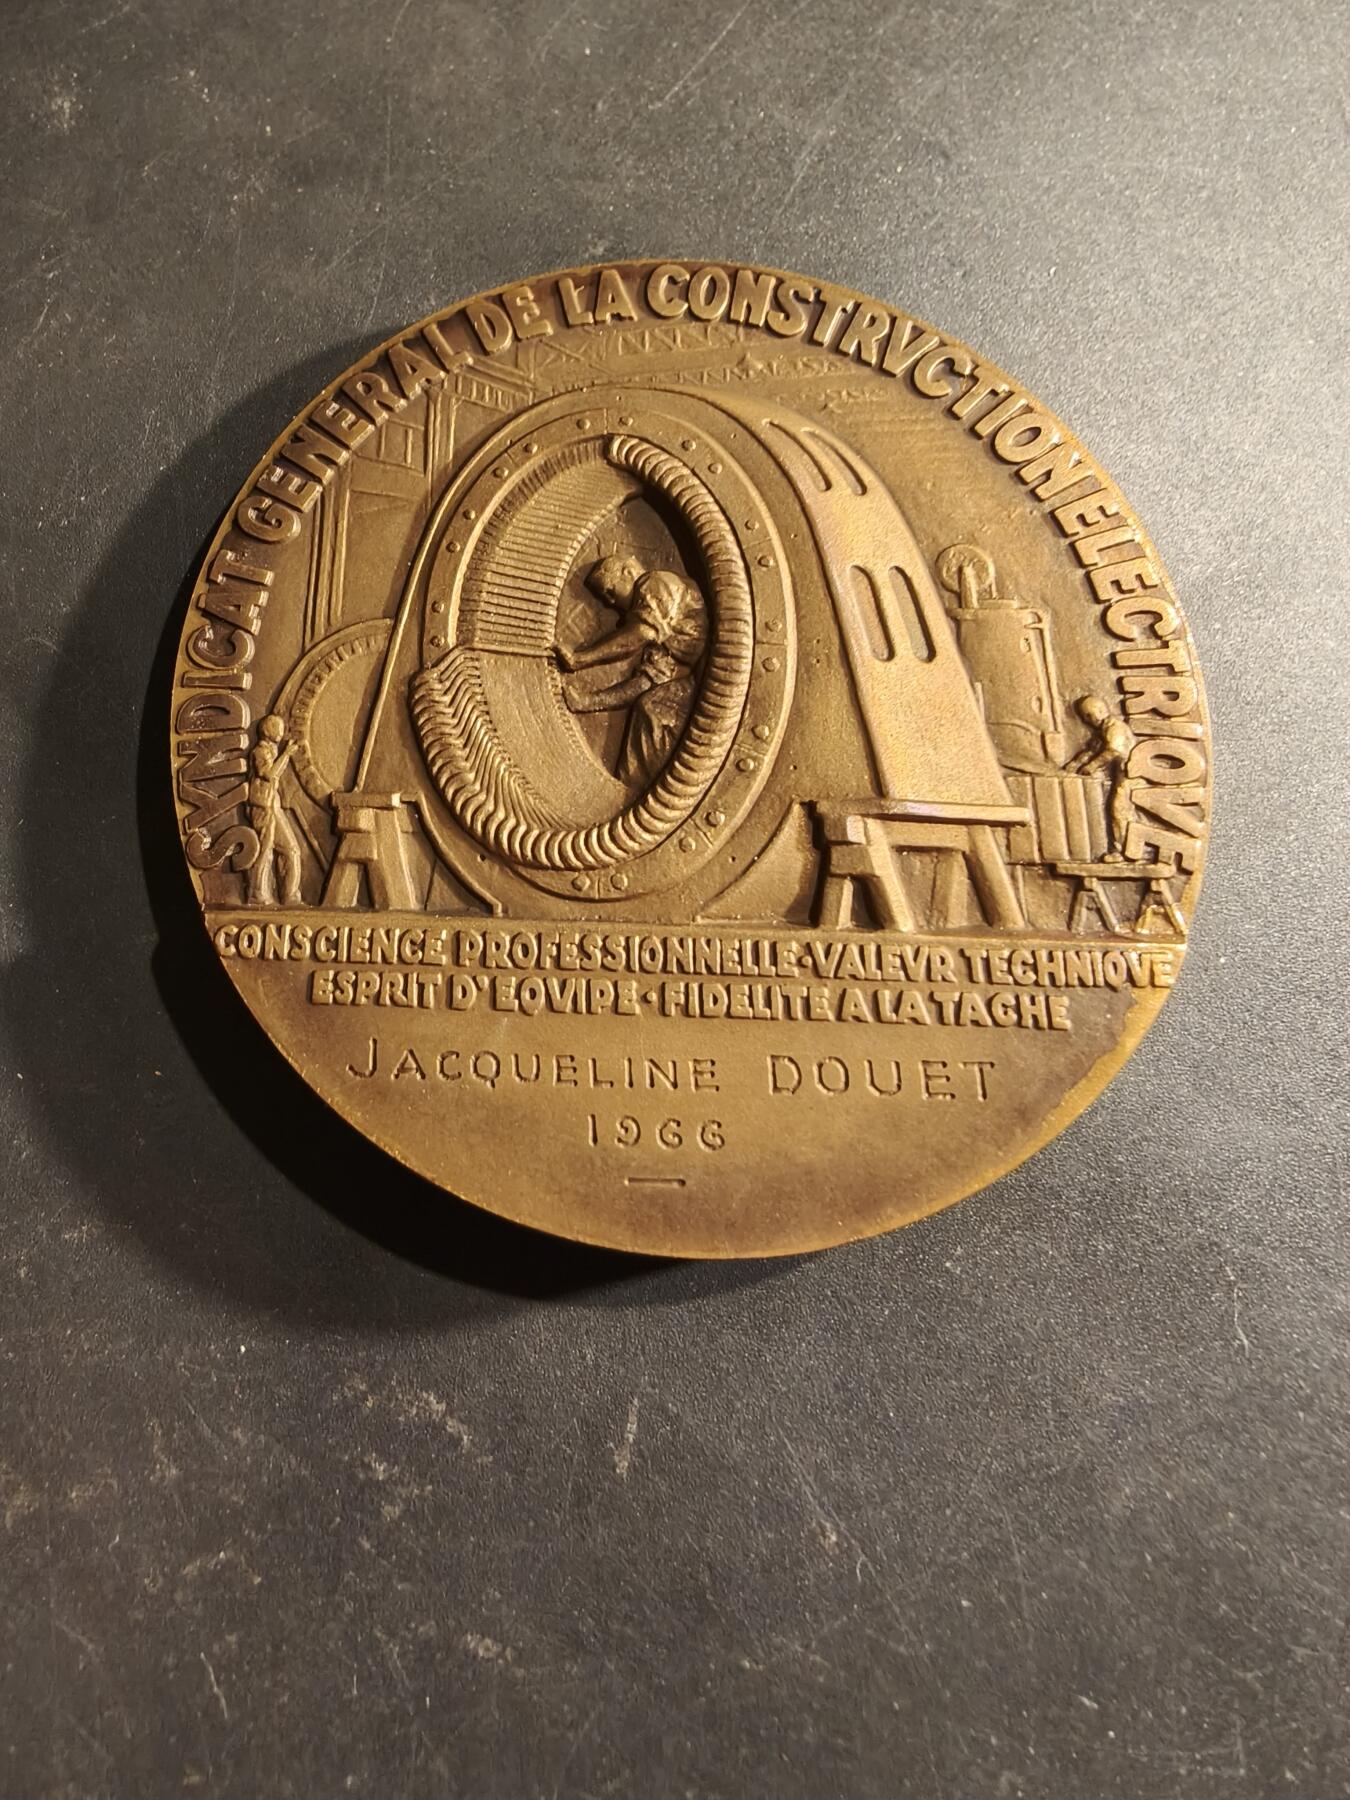 SYNDICAT GENERAL DE LA CONSTRVCTION ELECTRIQVE
CONSCIENCE PROFESSIONNELLE·VALEVR TECHNIQVE
ESPRIT D'EQVIPE·FIDELITE A LA TACHE
JACQUELINE DOUET
1966